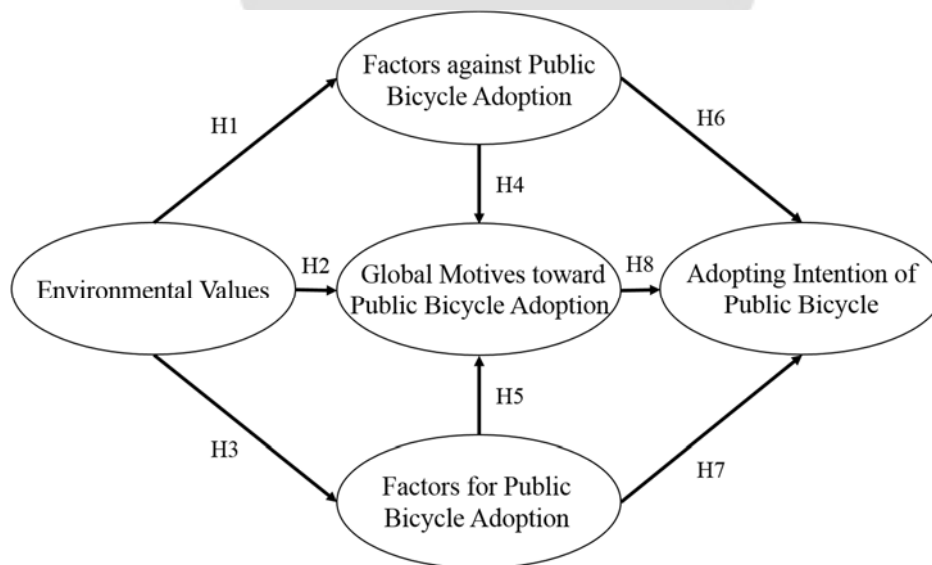 Factors against Public
Bicycle Adoption
H1
H6
H4
Environmental Values
H2
Global Motives toward
Public Bicycle Adoption
H8
Adopting Intention of
Public Bicycle
H3
H5
H7
Factors for Public
Bicycle Adoption